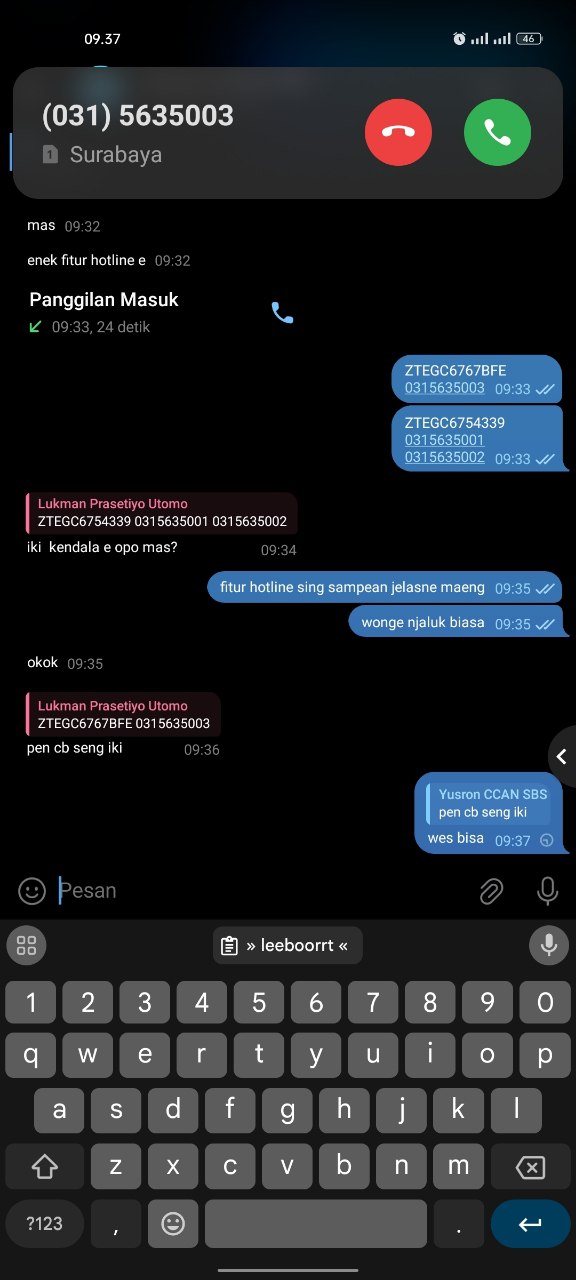 09.37
46
(031) 5635003
1 Surabaya
mas 09:32
enek fitur hotline e 09:32
Panggilan Masuk
09:33, 24 detik
ZTEGC6767BFE
0315635003 09:33
ZTEGC6754339
0315635001
0315635002 09:33
Lukman Prasetiyo Utomo
ZTEGC6754339 0315635001 0315635002
iki kendala e opo mas? 09:34
fitur hotline sing sampean jelasne maeng 09:35
wonge njaluk biasa 09:35
okok 09:35
Lukman Prasetiyo Utomo
ZTEGC6767BFE 0315635003
pen cb seng iki 09:36
Yusron CCAN SBS
pen cb seng iki
wes bisa 09:37
Pesan
» leeboorrt «
1 2 3 4 5 6 7 8 9 0
q w e r t y u i o p
a s d f g h j k l
z x c v b n m
?123 , .